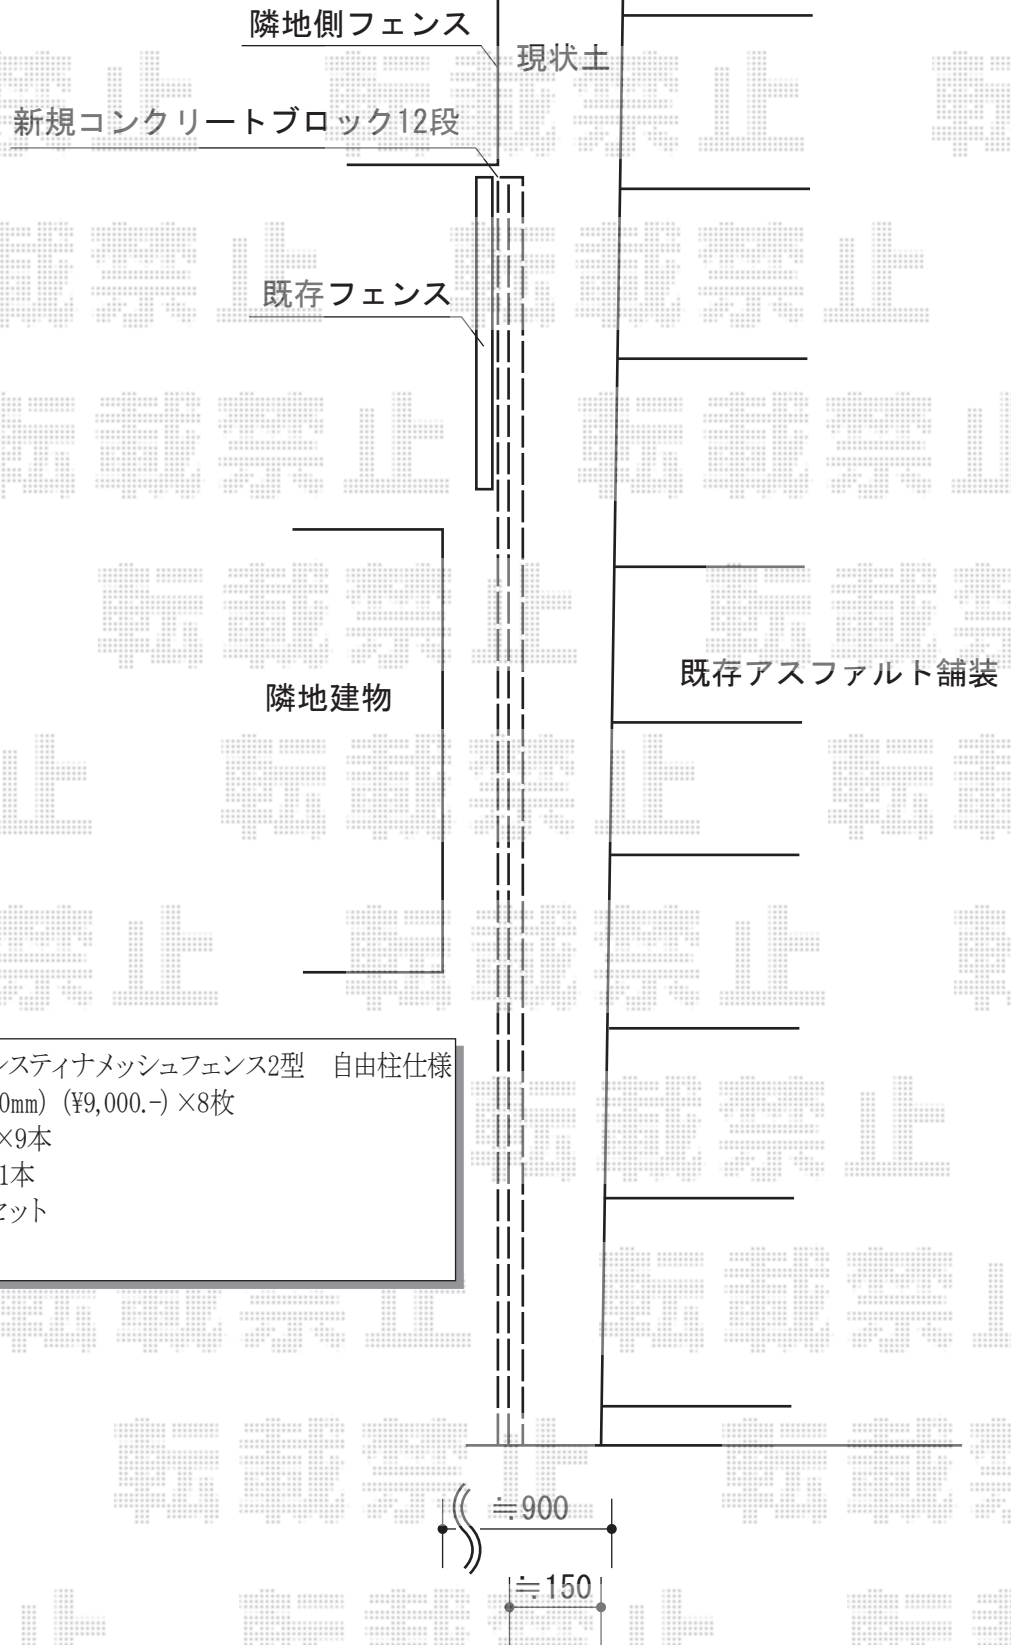 隣地側フェンス
現状土
新規コンクリートブロック12段
既存フェンス
隣地建物
既存アスファルト舗装
ンスティナメッシュフェンス2型　自由柱仕様
0mm) (¥9,000.-)×8枚
×9本
1本
セット
≒900
≒150
転載禁止